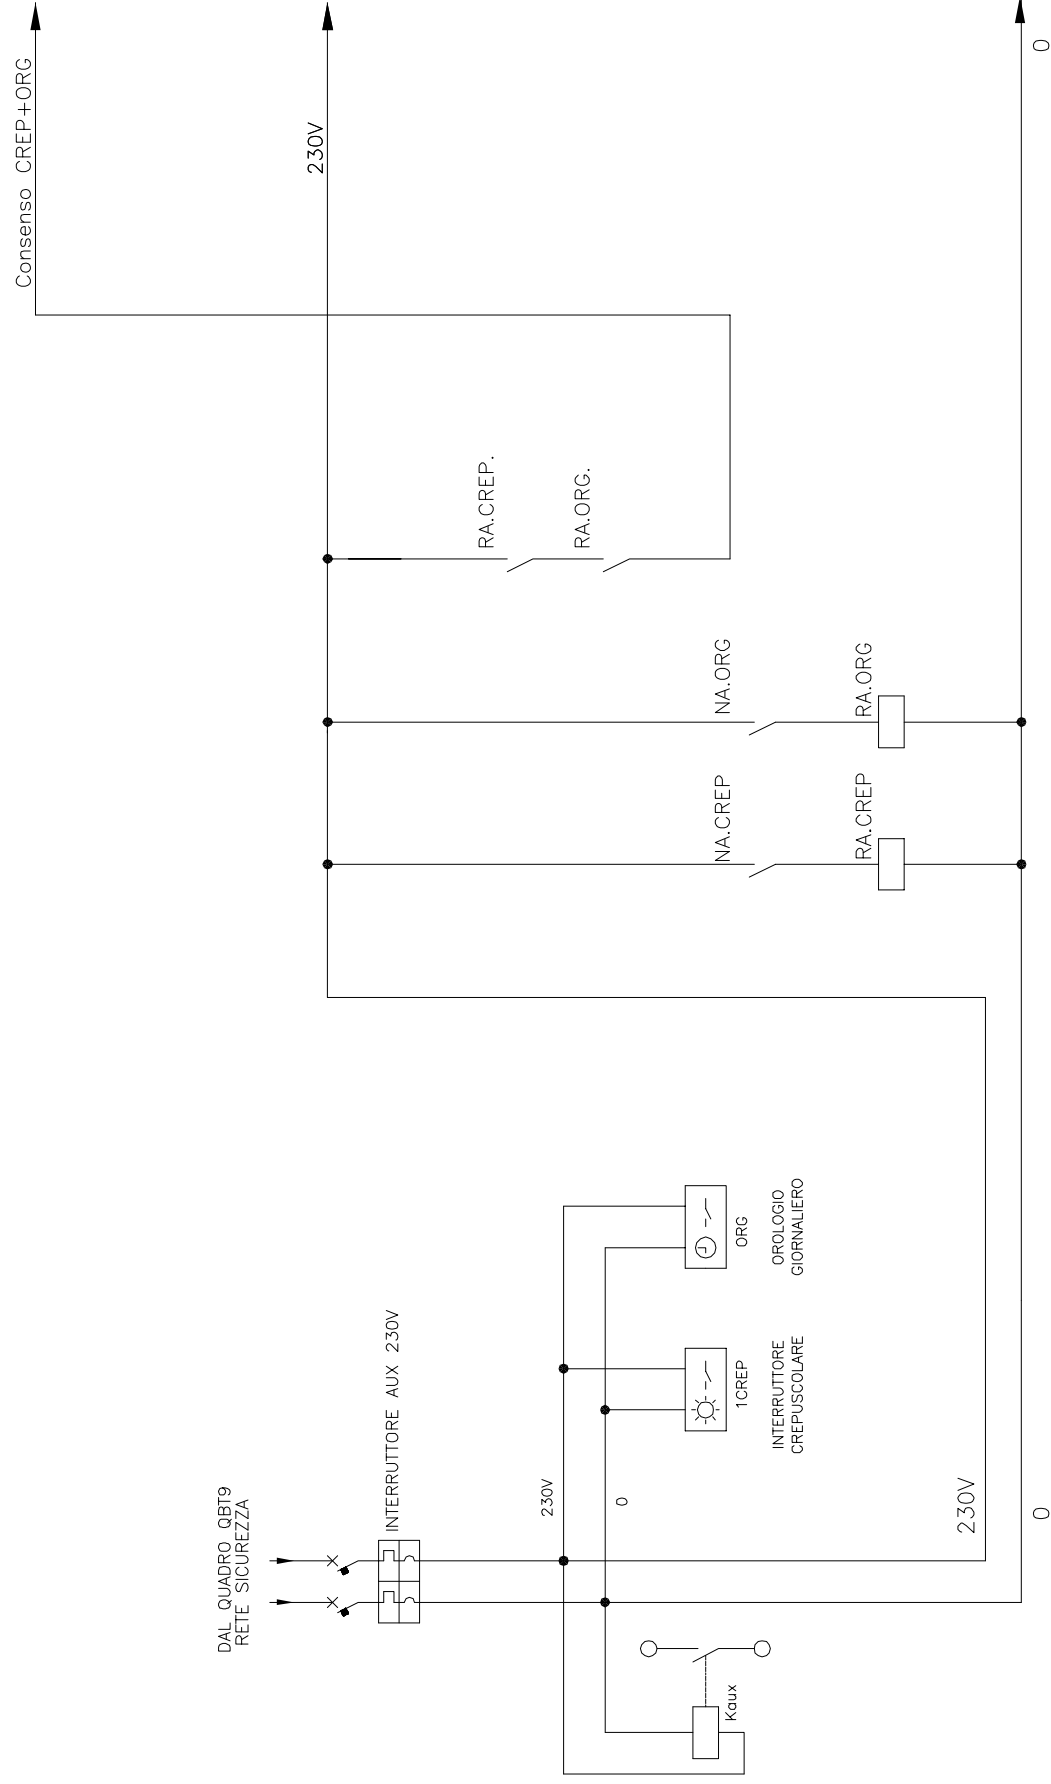 Consenso CREP+ORG
230V
0
RA.CREP.
RA.ORG.
NA.ORG
RA.ORG
NA.CREP
RA.CREP
ORG
OROLOGIO
GIORNALIERO
1CREP
INTERRUTTORE
CREPUSCOLARE
INTERRUTTORE AUX 230V
DAL QUADRO QBT9
RETE SICUREZZA
230V
0
230V
0
Kaux